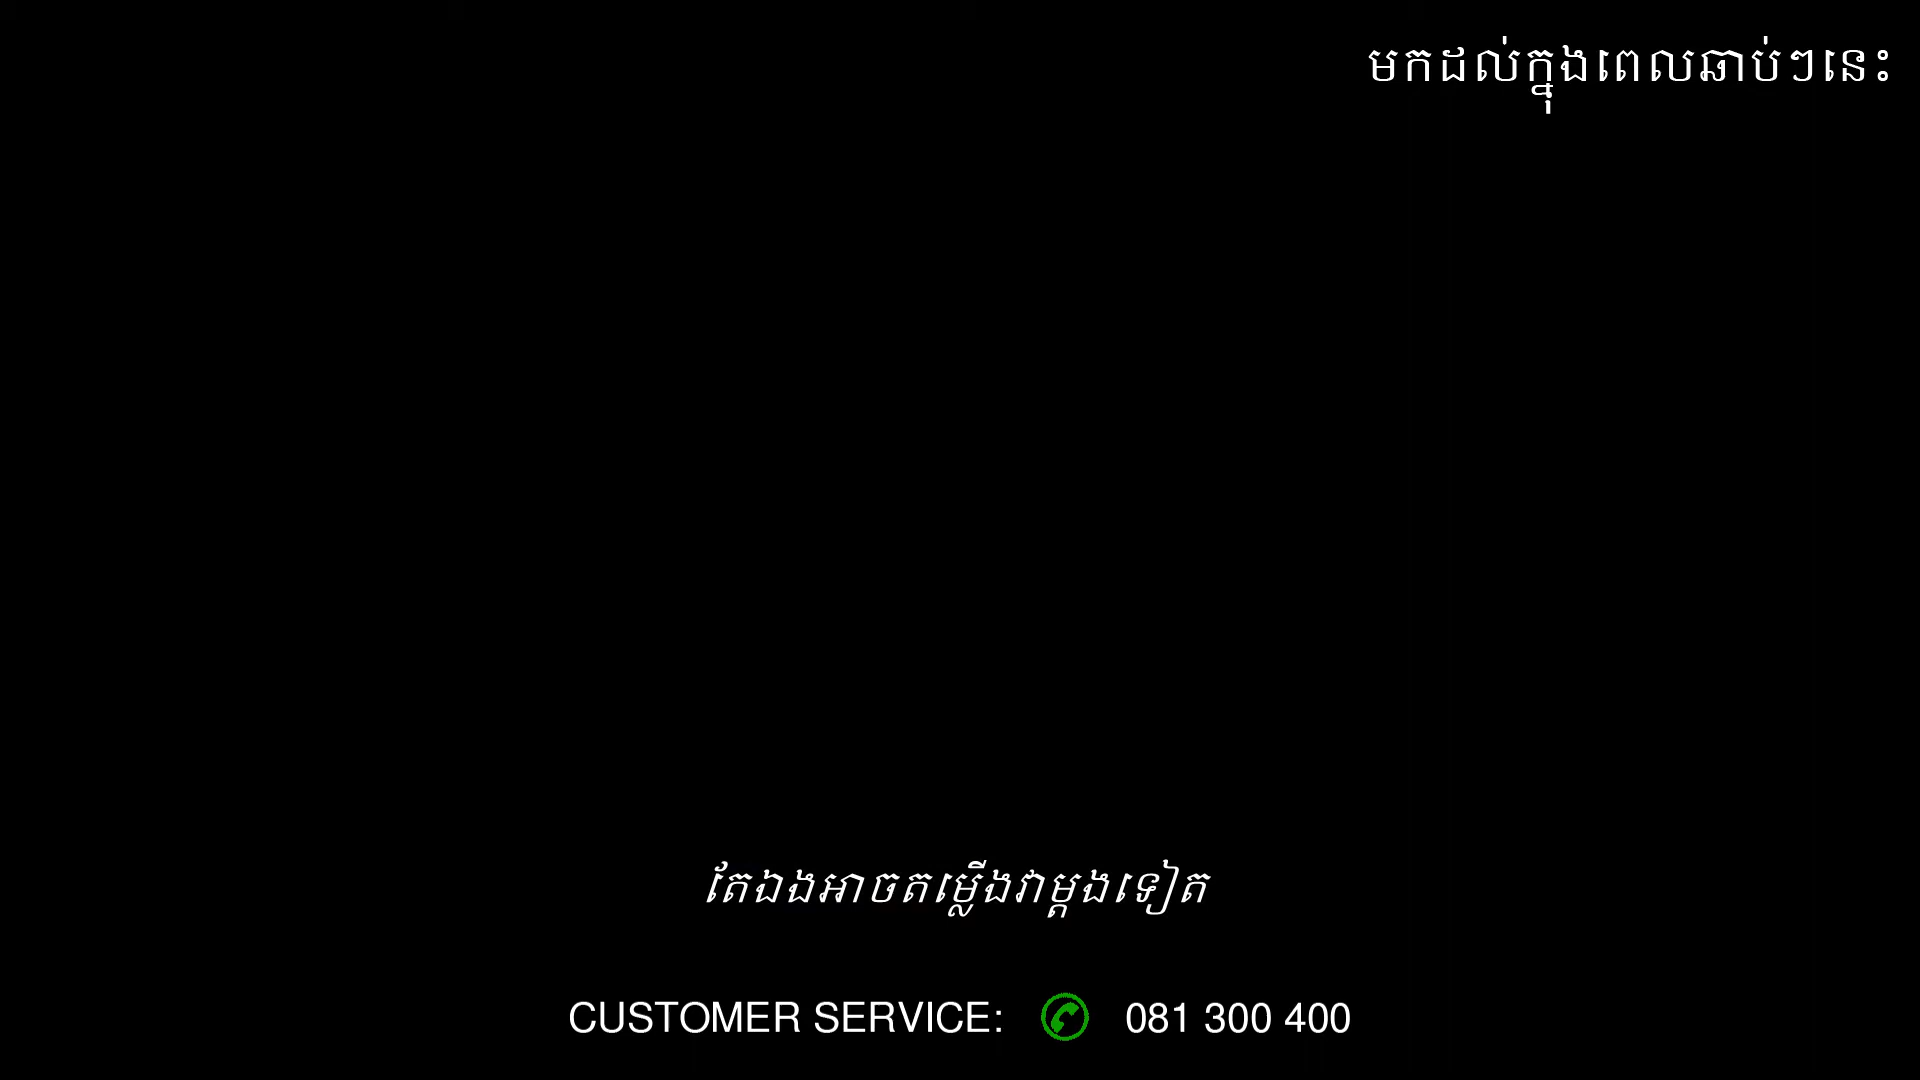 មកដល់ក្នុងពេលឆាប់ៗនេះ
តែឯងអាចតម្លើងវាម្ដងទៀត
CUSTOMER SERVICE: 081 300 400